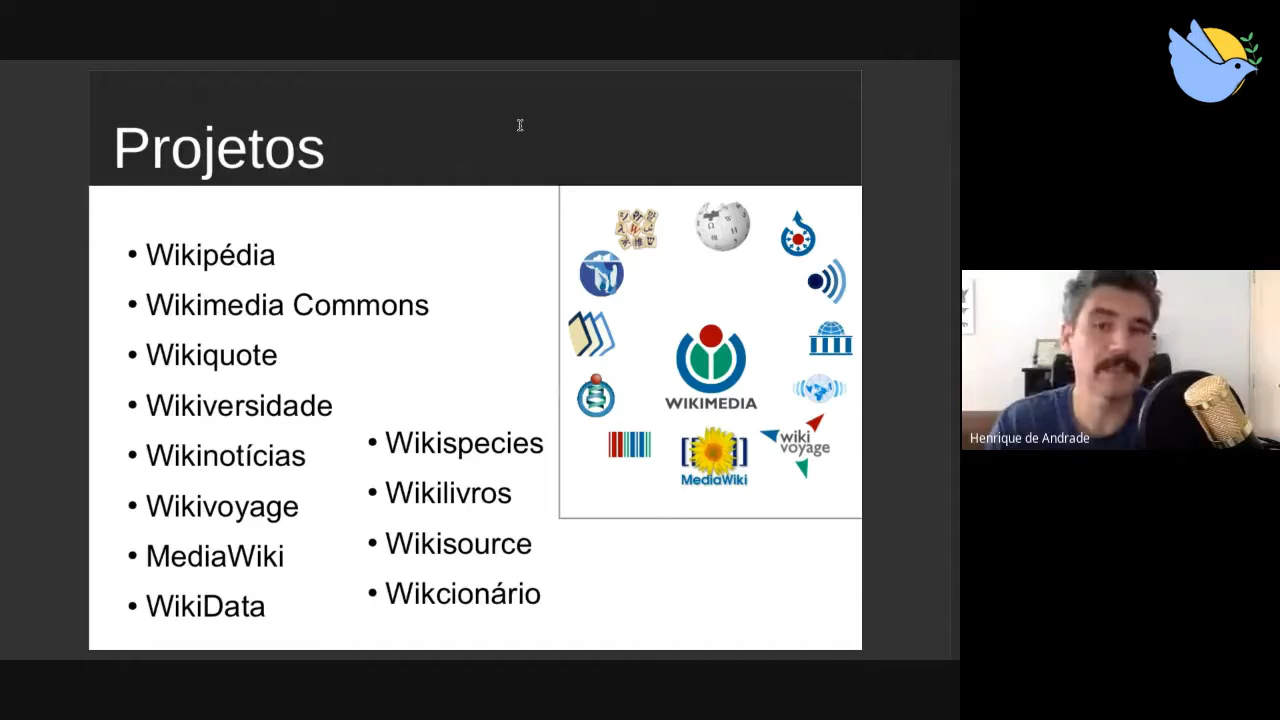 Projetos
• Wikipédia
• Wikimedia Commons
• Wikiquote
• Wikiversidade
• Wikinotícias
• Wikivoyage
• MediaWiki
• WikiData
• Wikispecies
• Wikilivros
• Wikisource
• Wikcionário
WIKIMEDIA
MediaWiki
wiki
voyage
Henrique de Andrade